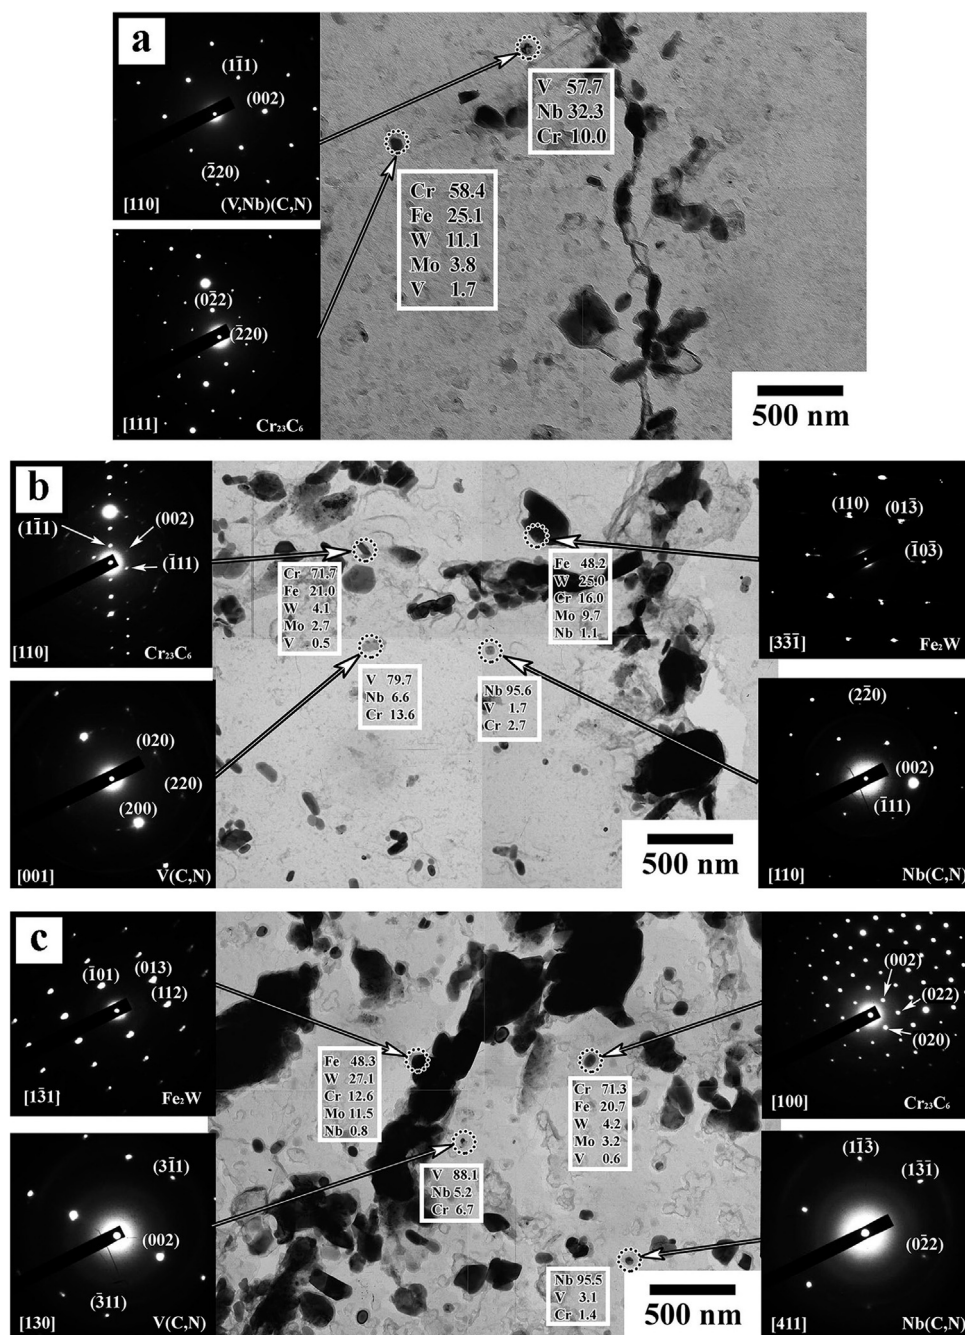 a
(11̄1)
(002)
(2̄20)
[110]
(V,Nb)(C,N)
V 57.7
Nb 32.3
Cr 10.0
Cr 58.4
Fe 25.1
W 11.1
Mo 3.8
V 1.7
(02̄2)
(2̄20)
[111]
Cr₂₃C₆
500 nm
b
(11̄1)
(002)
(1̄11)
[110]
Cr₂₃C₆
Cr 71.7
Fe 21.0
W 4.1
Mo 2.7
V 0.5
Fe 48.2
W 25.0
Cr 16.0
Mo 9.7
Nb 1.1
(110)
(013̄)
(1̄03̄)
[33̄1̄]
Fe₂W
(020)
(220)
(200)
[001]
V(C,N)
V 79.7
Nb 6.6
Cr 13.6
Nb 95.6
V 1.7
Cr 2.7
500 nm
(22̄0)
(002)
(1̄11)
[110]
Nb(C,N)
c
(1̄01)
(013)
(112)
[13̄1]
Fe₂W
Fe 48.3
W 27.1
Cr 12.6
Mo 11.5
Nb 0.8
Cr 71.3
Fe 20.7
W 4.2
Mo 3.2
V 0.6
(002)
(022)
(020)
[100]
Cr₂₃C₆
(31̄1)
(002)
(3̄11)
[130]
V(C,N)
V 88.1
Nb 5.2
Cr 6.7
Nb 95.5
V 3.1
Cr 1.4
500 nm
(11̄3̄)
(13̄1̄)
(02̄2)
[411]
Nb(C,N)